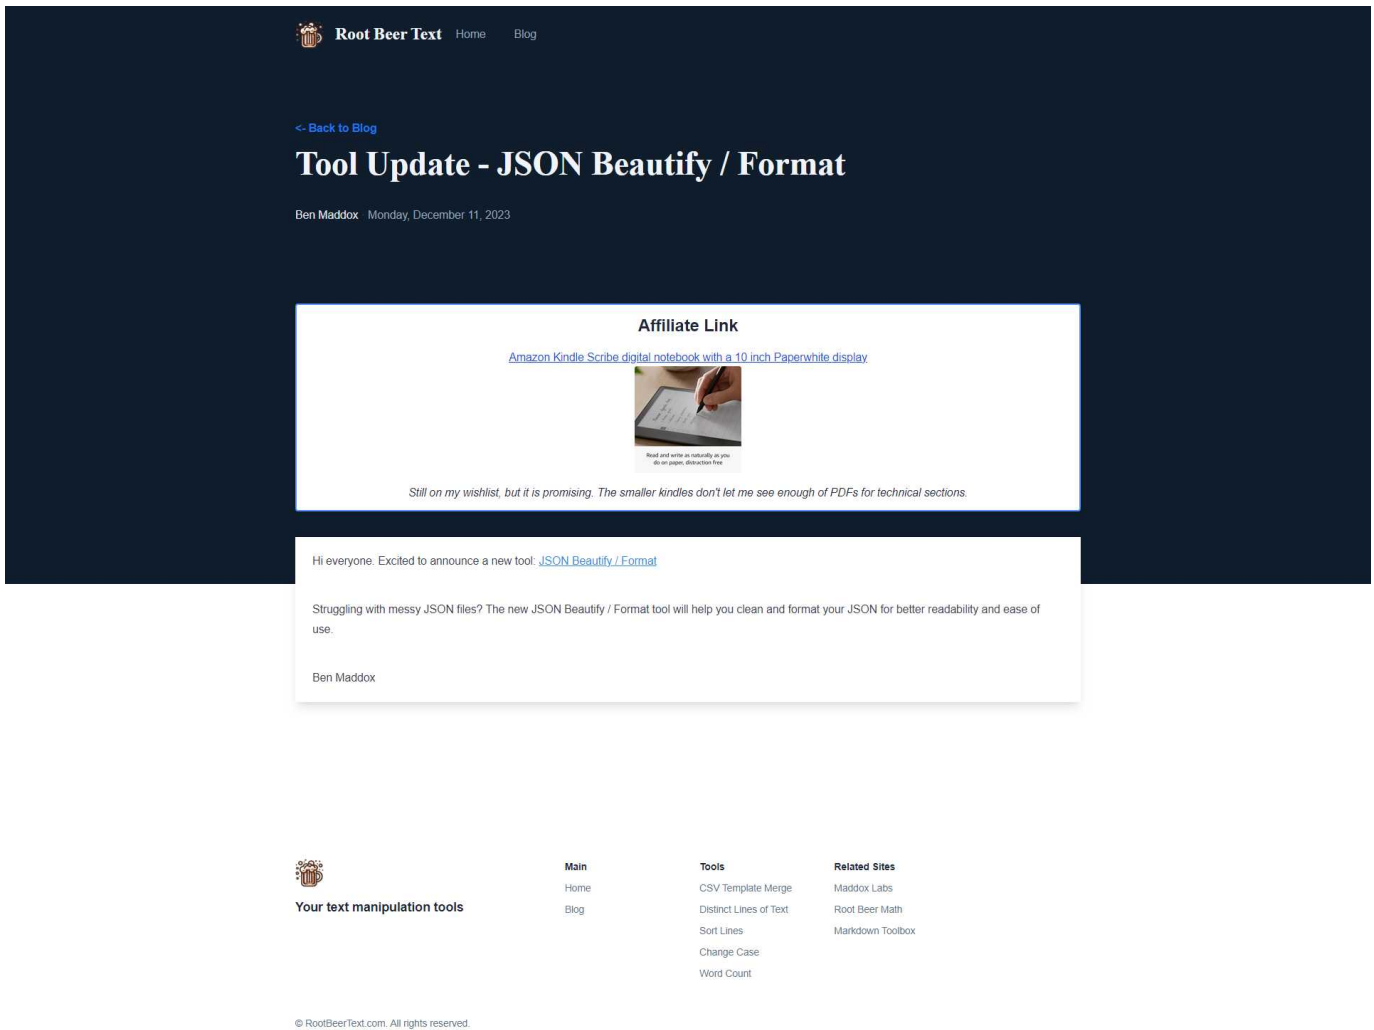 Root Beer Text Home Blog
<- Back to Blog
Tool Update - JSON Beautify / Format
Ben Maddox Monday, December 11, 2023
Affiliate Link
Amazon Kindle Scribe digital notebook with a 10 inch Paperwhite display
Read and write as naturally as you
do on paper, distraction free
Still on my wishlist, but it is promising. The smaller kindles don't let me see enough of PDFs for technical sections.
Hi everyone. Excited to announce a new tool: JSON Beautify / Format
Struggling with messy JSON files? The new JSON Beautify / Format tool will help you clean and format your JSON for better readability and ease of
use.
Ben Maddox
Your text manipulation tools
Main
Home
Blog
Tools
CSV Template Merge
Distinct Lines of Text
Sort Lines
Change Case
Word Count
Related Sites
Maddox Labs
Root Beer Math
Markdown Toolbox
© RootBeerText.com. All rights reserved.